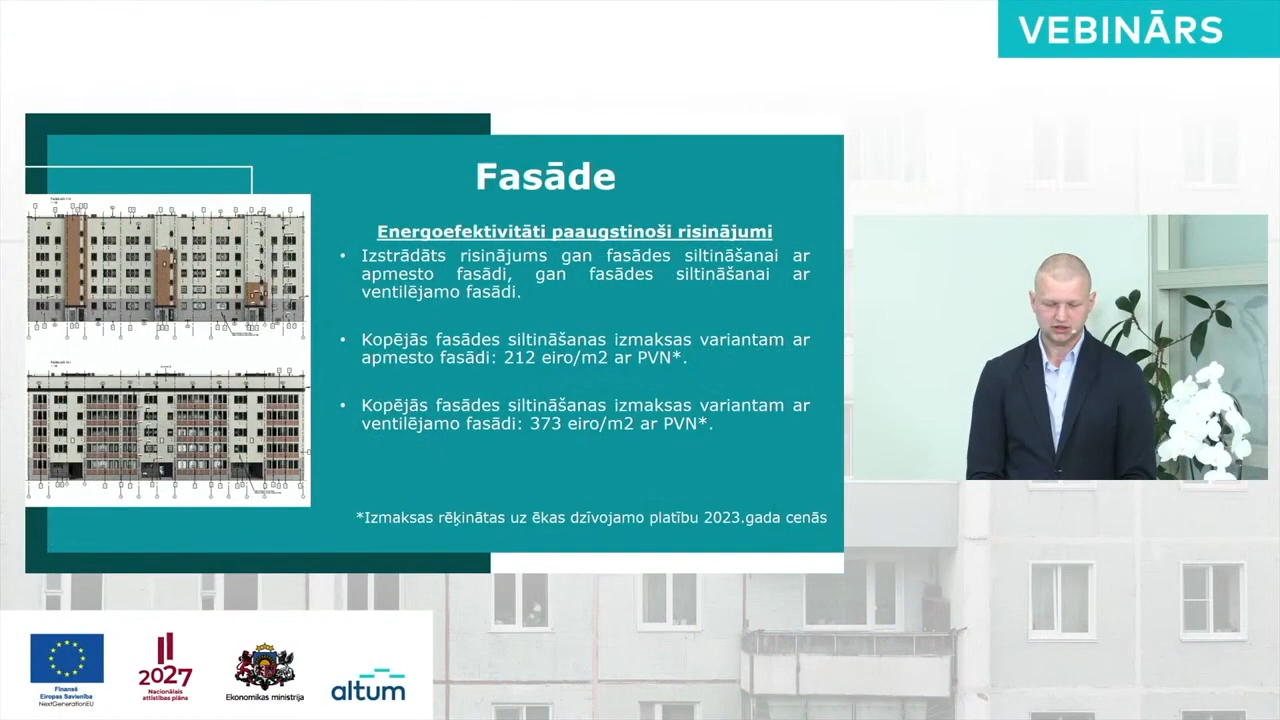 VEBINĀRS
Fasāde
Energoefektivitāti paaugstinoši risinājumi
• Izstrādāts risinājums gan fasādes siltināšanai ar
apmesto fasādi, gan fasādes siltināšanai ar
ventilējamo fasādi.
• Kopējās fasādes siltināšanas izmaksas variantam ar
apmesto fasādi: 212 eiro/m2 ar PVN*.
• Kopējās fasādes siltināšanas izmaksas variantam ar
ventilējamo fasādi: 373 eiro/m2 ar PVN*.
*Izmaksas rēķinātas uz ēkas dzīvojamo platību 2023.gada cenās
Finansē
Eiropas Savienība
NextGenerationEU
2027
Nacionālais
attīstības plāns
Ekonomikas ministrija
altum